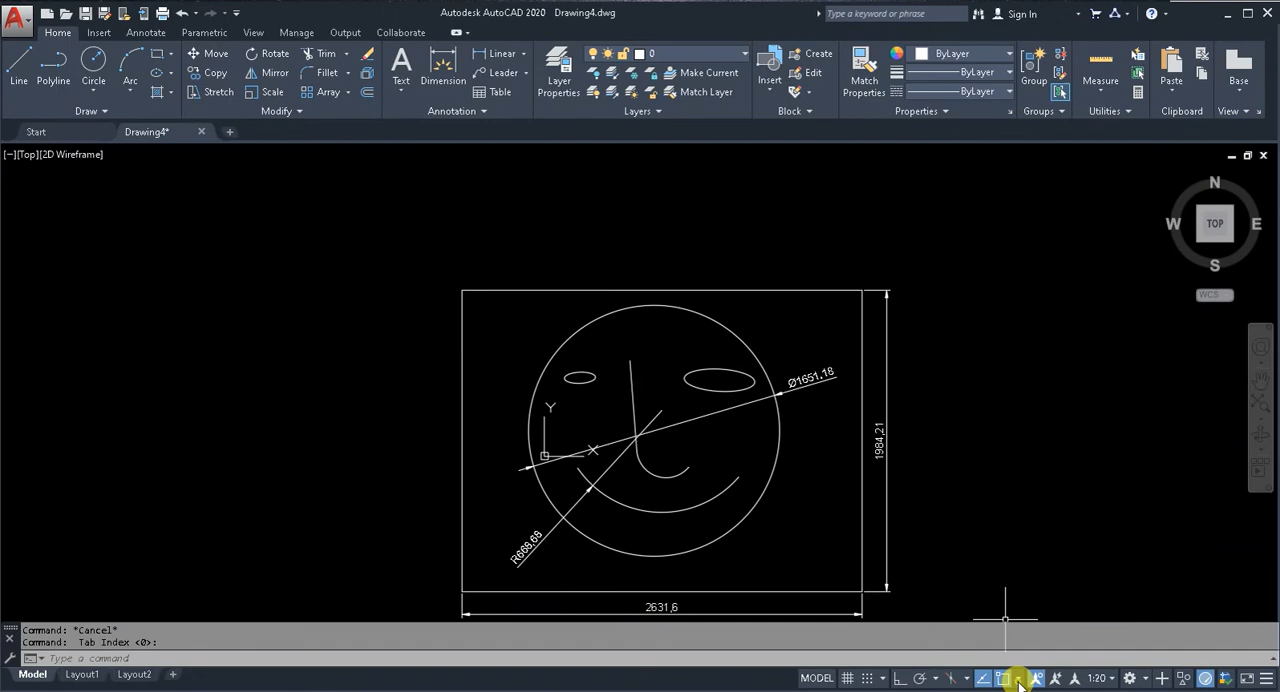 Autodesk AutoCAD 2020 Drawing4.dwg
Type a keyword or phrase
Sign In
Home Insert Annotate Parametric View Manage Output Collaborate
Line Polyline Circle Arc
Move Rotate Trim
Copy Mirror Fillet
Stretch Scale Array
Text Dimension
Linear
Leader
Table
Layer Properties
0
Make Current
Match Layer
Insert
Create
Edit
Match Properties
ByLayer
ByLayer
ByLayer
Group
Measure
Paste
Base
Draw Modify Annotation Layers Block Properties Groups Utilities Clipboard View
Start Drawing4*
[−][Top][2D Wireframe]
N
W TOP E
S
WCS
Ø1651,18
Y
X
1984,21
R668,68
2631,6
Command: *Cancel*
Command: Tab Index <0>:
Type a command
Model Layout1 Layout2 MODEL 1:20